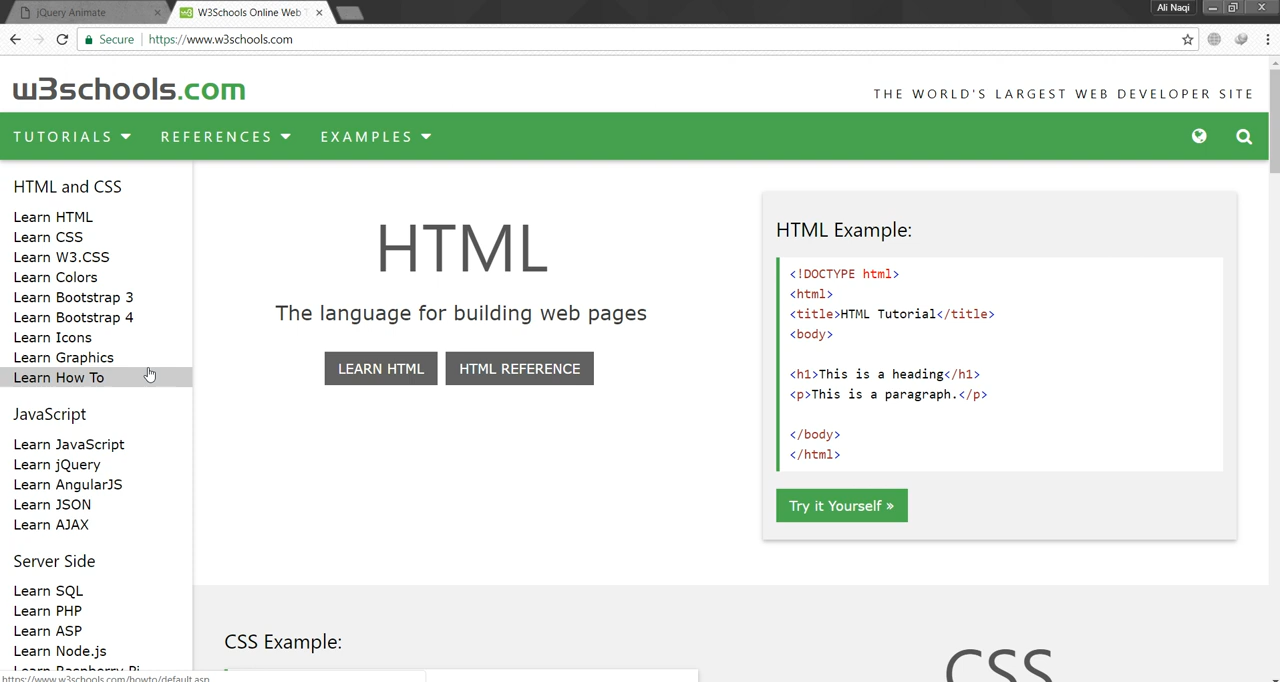 jQuery Animate
W3Schools Online Web T
Ali Naqi
Secure
https://www.w3schools.com
w3schools.com
THE WORLD'S LARGEST WEB DEVELOPER SITE
TUTORIALS
REFERENCES
EXAMPLES
HTML and CSS
Learn HTML
Learn CSS
Learn W3.CSS
Learn Colors
Learn Bootstrap 3
Learn Bootstrap 4
Learn Icons
Learn Graphics
Learn How To
JavaScript
Learn JavaScript
Learn jQuery
Learn AngularJS
Learn JSON
Learn AJAX
Server Side
Learn SQL
Learn PHP
Learn ASP
Learn Node.js
Learn Raspberry Pi
https://www.w3schools.com/howto/default.asp
HTML
The language for building web pages
LEARN HTML
HTML REFERENCE
HTML Example:
<!DOCTYPE html>
<html>
<title>HTML Tutorial</title>
<body>
<h1>This is a heading</h1>
<p>This is a paragraph.</p>
</body>
</html>
Try it Yourself »
CSS Example:
CSS